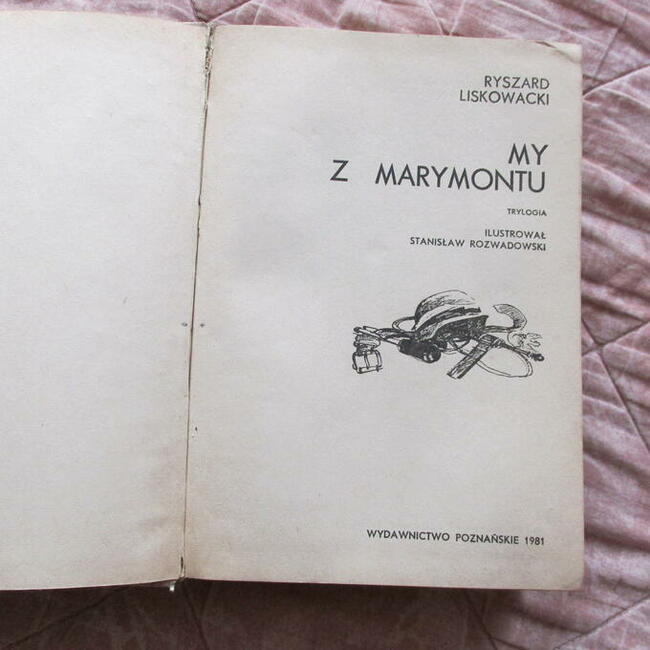 RYSZARD
LISKOWACKI
MY
Z MARYMONTU
TRYLOGIA
ILUSTROWAŁ
STANISŁAW ROZWADOWSKI
WYDAWNICTWO POZNAŃSKIE 1981